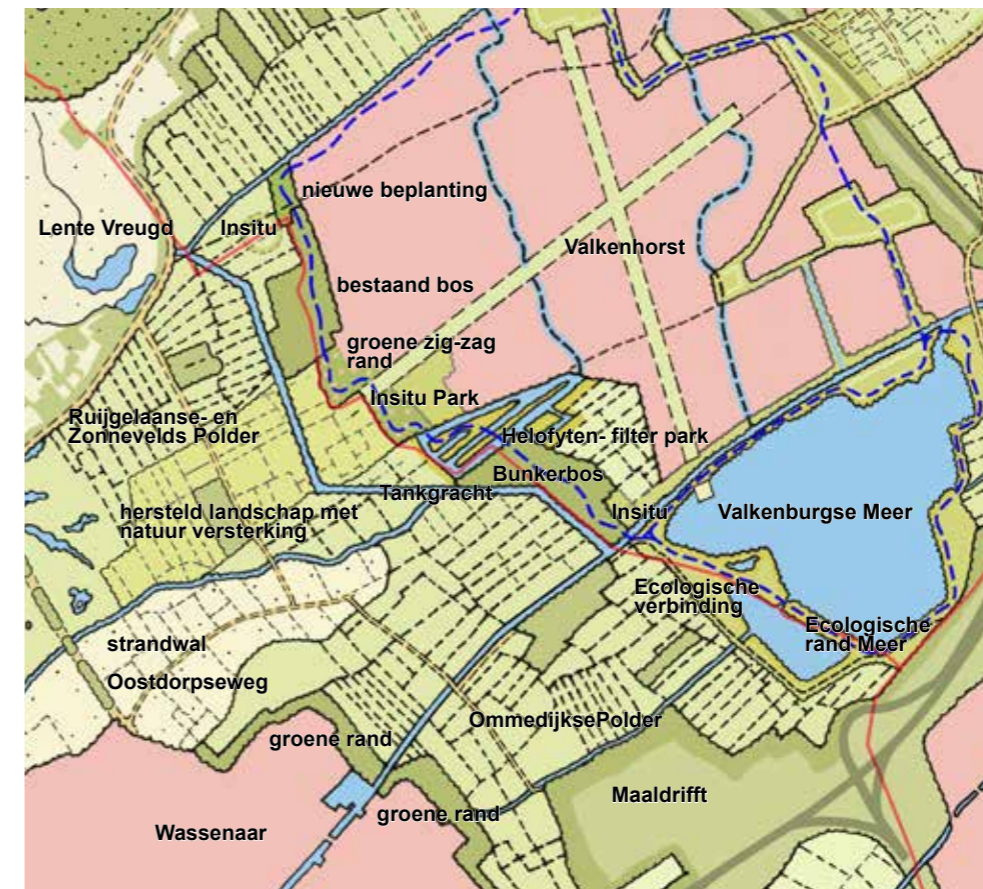 nieuwe beplanting
Lente Vreugd
Insitu
Valkenhorst
bestaand bos
groene zig-zag
rand
Insitu Park
Ruijgelaanse- en
Zonnevelds Polder
Helofyten- filter park
Bunkerbos
Tankgracht
hersteld landschap met
natuur versterking
Insitu
Valkenburgse Meer
Ecologische
verbinding
Ecologische
rand Meer
strandwal
Oostdorpseweg
OmmedijksePolder
groene rand
Maaldrifft
groene rand
Wassenaar